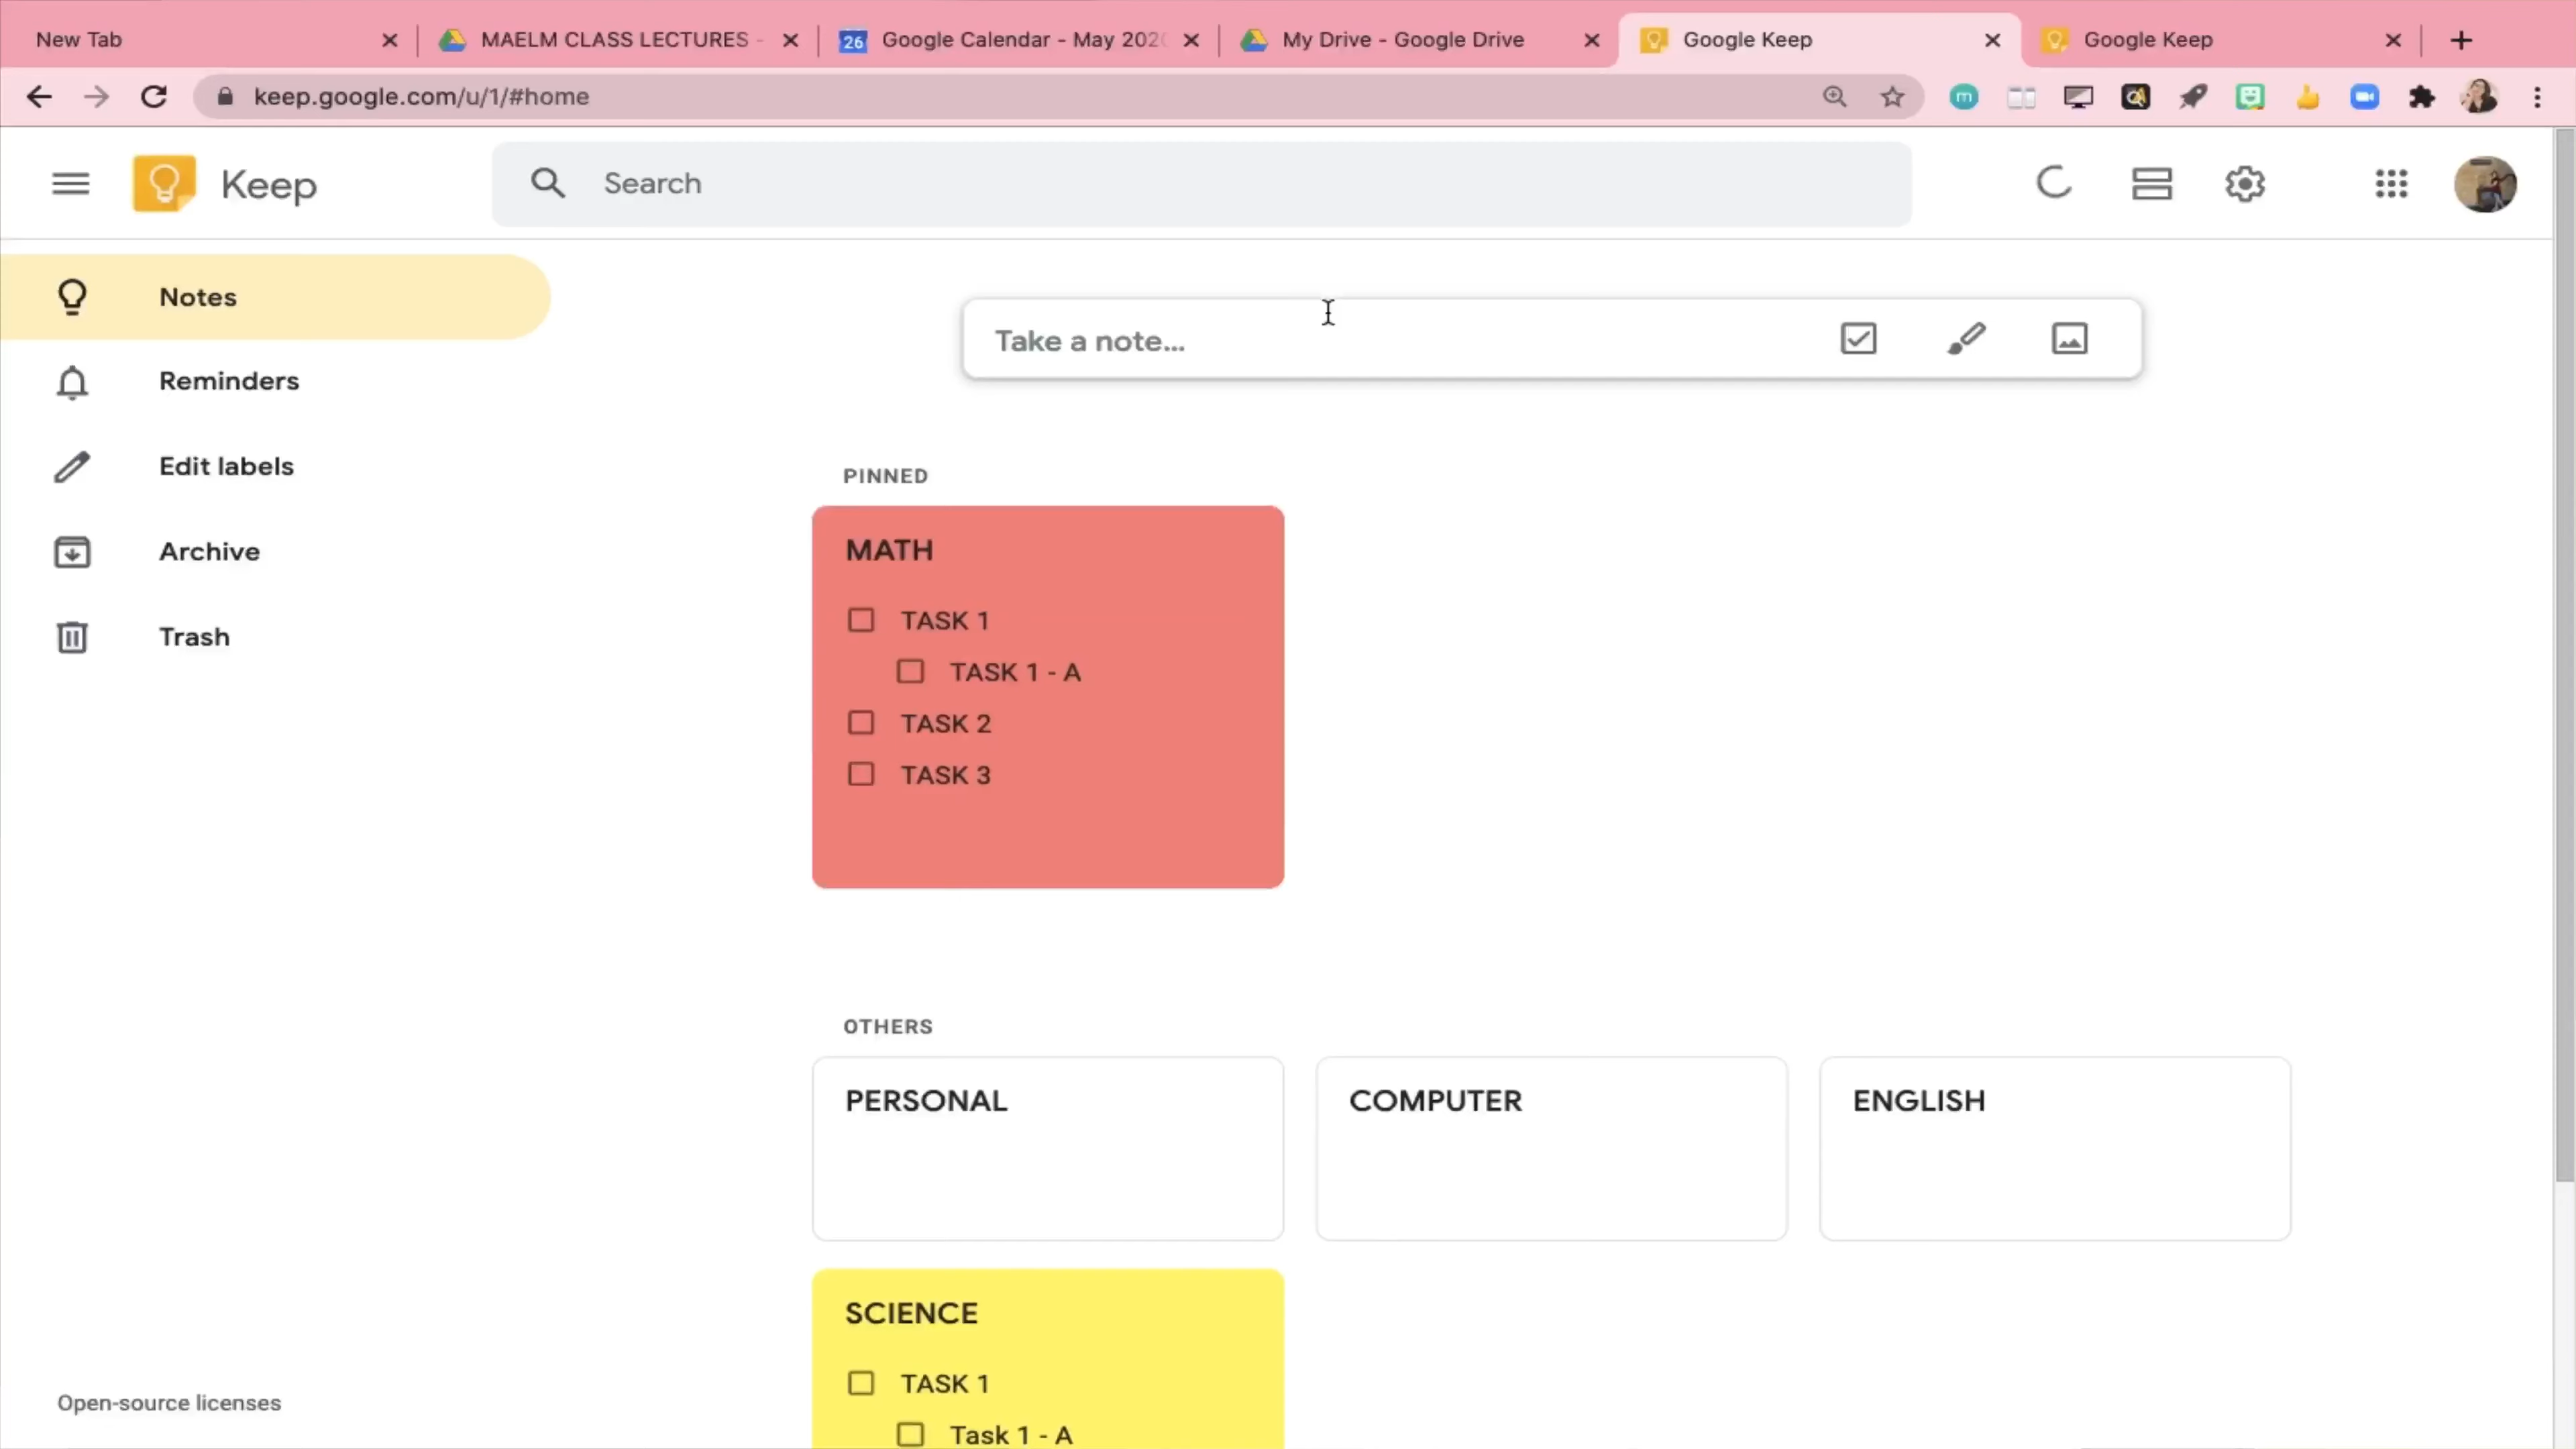 New Tab
MAELM CLASS LECTURES -
26
Google Calendar - May 202
My Drive - Google Drive
Google Keep
Google Keep
keep.google.com/u/1/#home
m
Keep
Search
Notes
Reminders
Edit labels
Archive
Trash
Take a note...
PINNED
MATH
TASK 1
TASK 1 - A
TASK 2
TASK 3
OTHERS
PERSONAL
COMPUTER
ENGLISH
SCIENCE
TASK 1
Task 1 - A
Open-source licenses